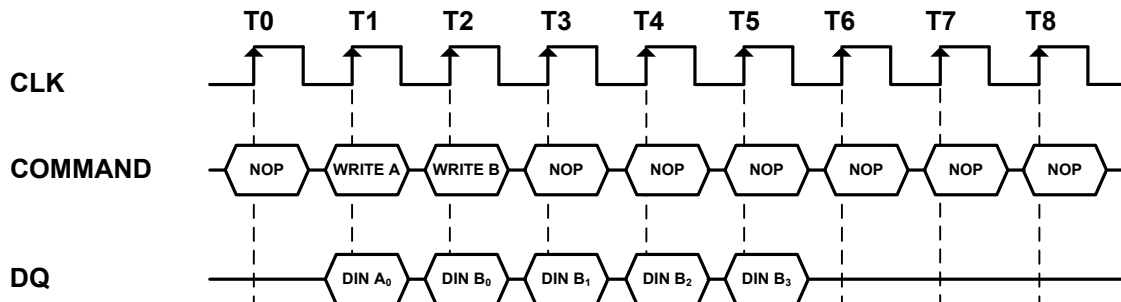 T0 T1 T2 T3 T4 T5 T6 T7 T8
CLK
COMMAND NOP WRITE A WRITE B NOP NOP NOP NOP NOP NOP
DQ DIN A₀ DIN B₀ DIN B₁ DIN B₂ DIN B₃